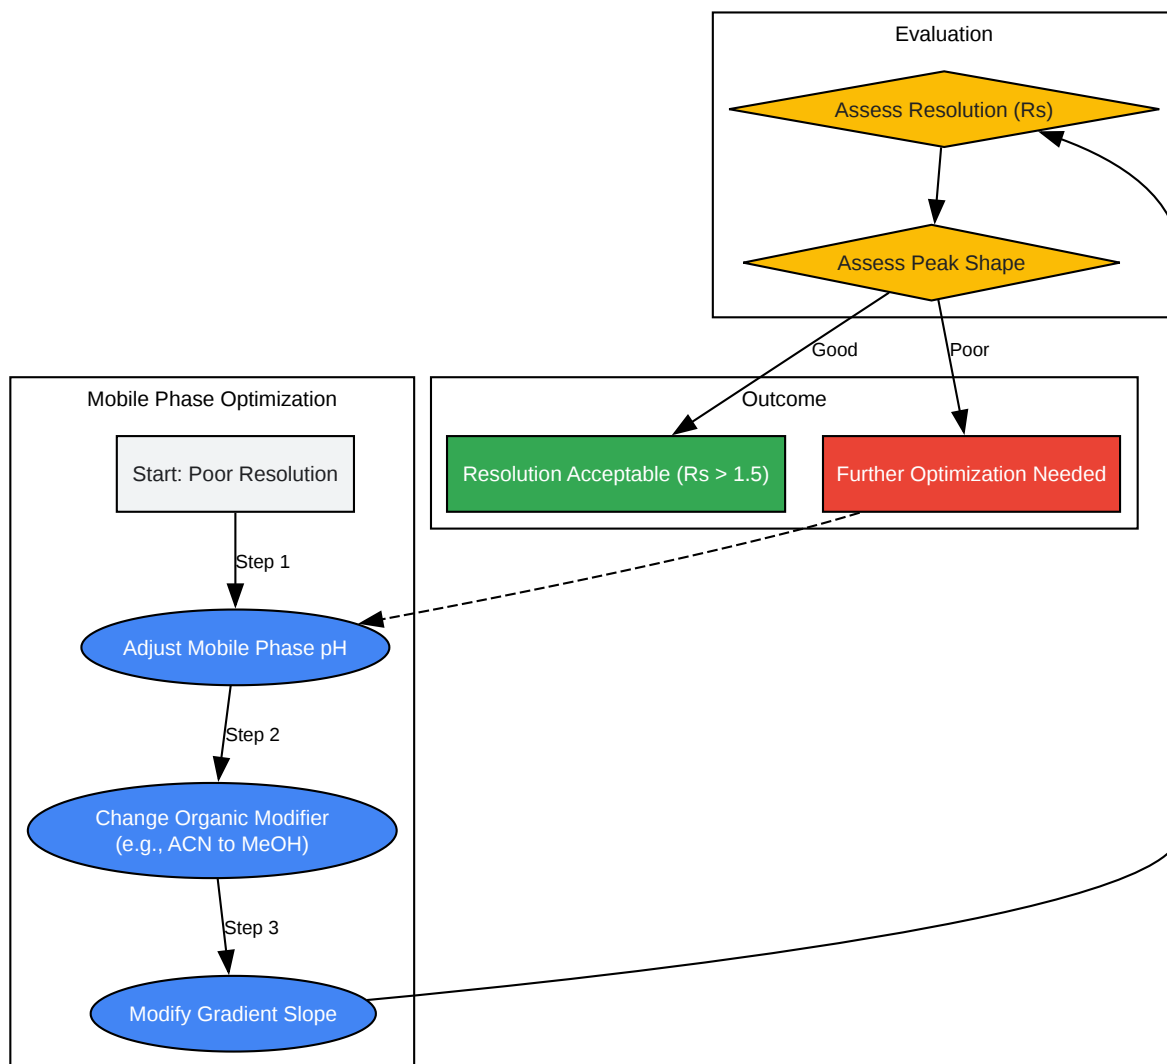 Evaluation
Assess Resolution (Rs)
Assess Peak Shape
Good
Poor
Mobile Phase Optimization
Outcome
Start: Poor Resolution
Resolution Acceptable (Rs > 1.5)
Further Optimization Needed
Step 1
Adjust Mobile Phase pH
Step 2
Change Organic Modifier
(e.g., ACN to MeOH)
Step 3
Modify Gradient Slope